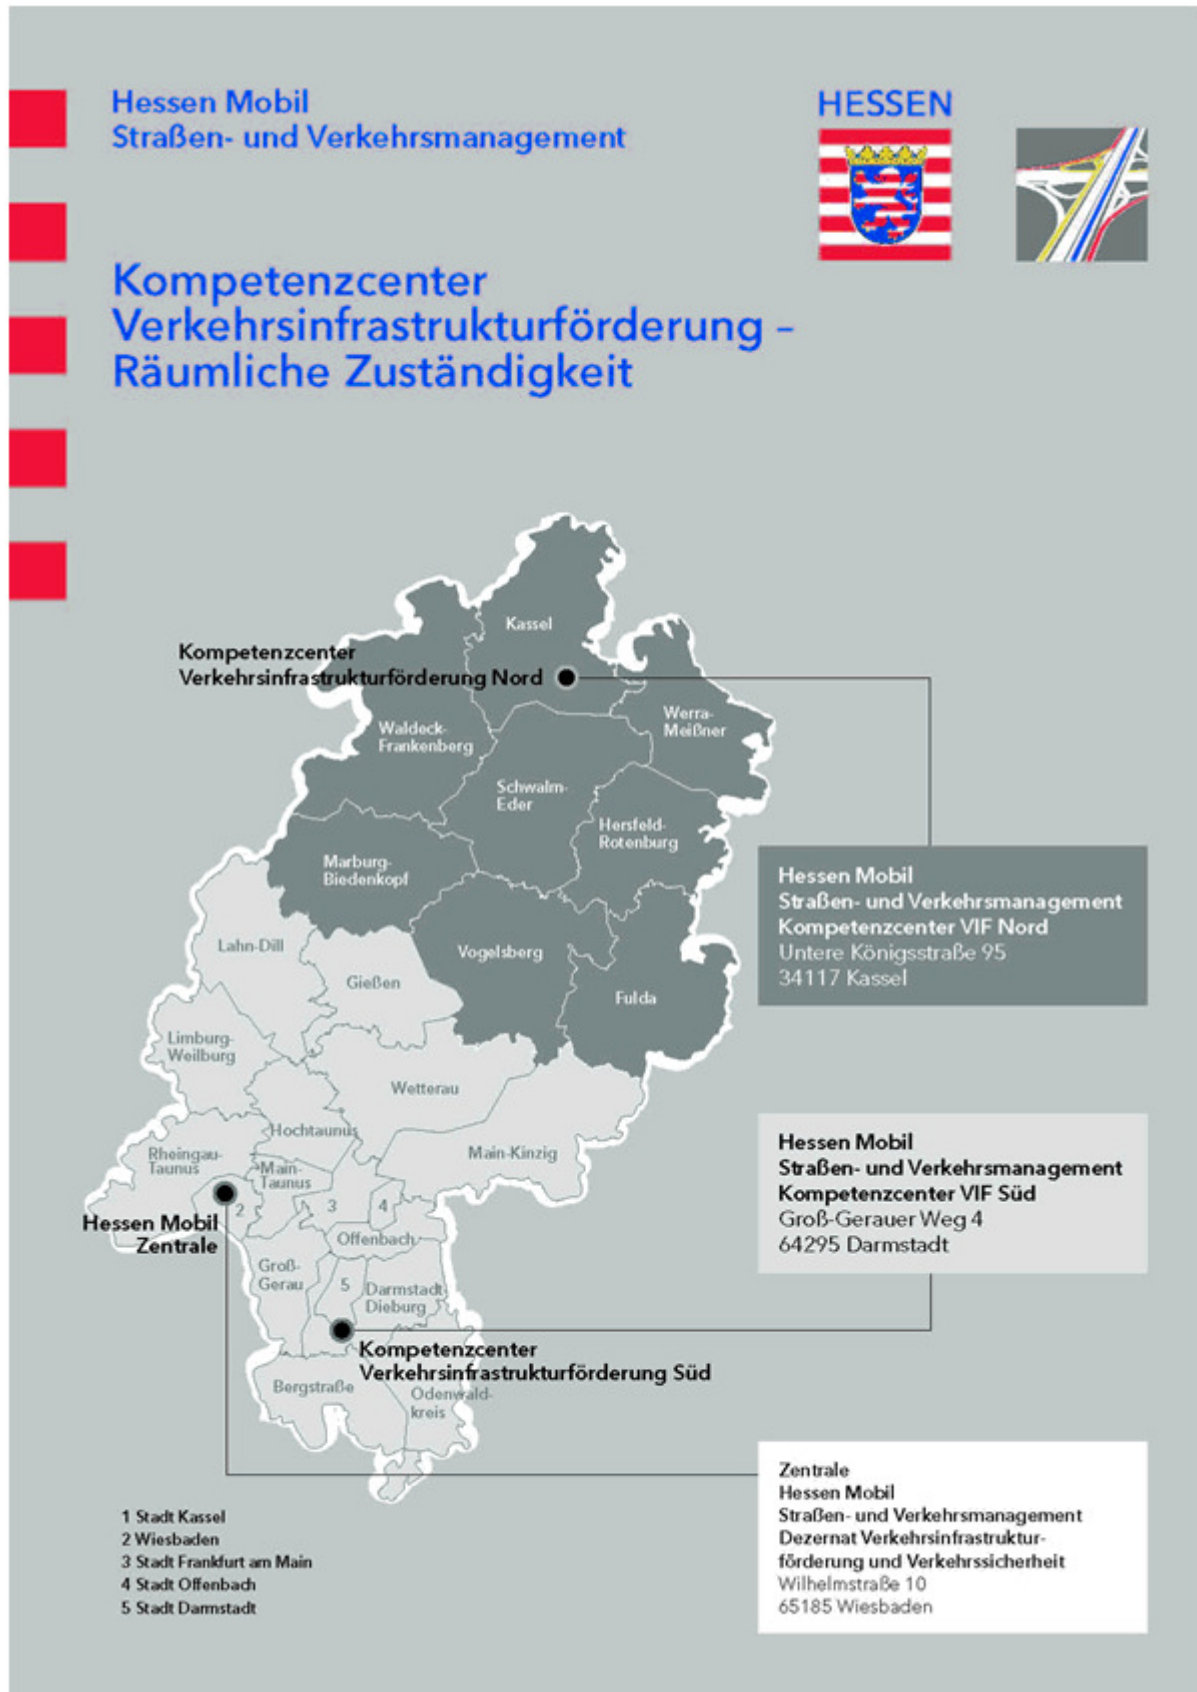 Hessen Mobil
Straßen- und Verkehrsmanagement
HESSEN
Kompetenzcenter
Verkehrsinfrastrukturförderung –
Räumliche Zuständigkeit
Kassel
Kompetenzcenter
Verkehrsinfrastrukturförderung Nord
Werra-
Meißner
Waldeck-
Frankenberg
Schwalm-
Eder
Hersfeld-
Rotenburg
Marburg-
Biedenkopf
Hessen Mobil
Straßen- und Verkehrsmanagement
Kompetenzcenter VIF Nord
Untere Königsstraße 95
34117 Kassel
Lahn-Dill
Vogelsberg
Gießen
Fulda
Limburg-
Weilburg
Wetterau
Hochtaunus
Rheingau-
Taunus
Main-
Taunus
Main-Kinzig
Hessen Mobil
Straßen- und Verkehrsmanagement
Kompetenzcenter VIF Süd
Groß-Gerauer Weg 4
64295 Darmstadt
2
3
4
Hessen Mobil
Zentrale
Offenbach
Groß-
Gerau
5
Darmstadt-
Dieburg
Kompetenzcenter
Verkehrsinfrastrukturförderung Süd
Bergstraße
Odenwald-
kreis
Zentrale
Hessen Mobil
Straßen- und Verkehrsmanagement
Dezernat Verkehrsinfrastruktur-
förderung und Verkehrssicherheit
Wilhelmstraße 10
65185 Wiesbaden
1 Stadt Kassel
2 Wiesbaden
3 Stadt Frankfurt am Main
4 Stadt Offenbach
5 Stadt Darmstadt